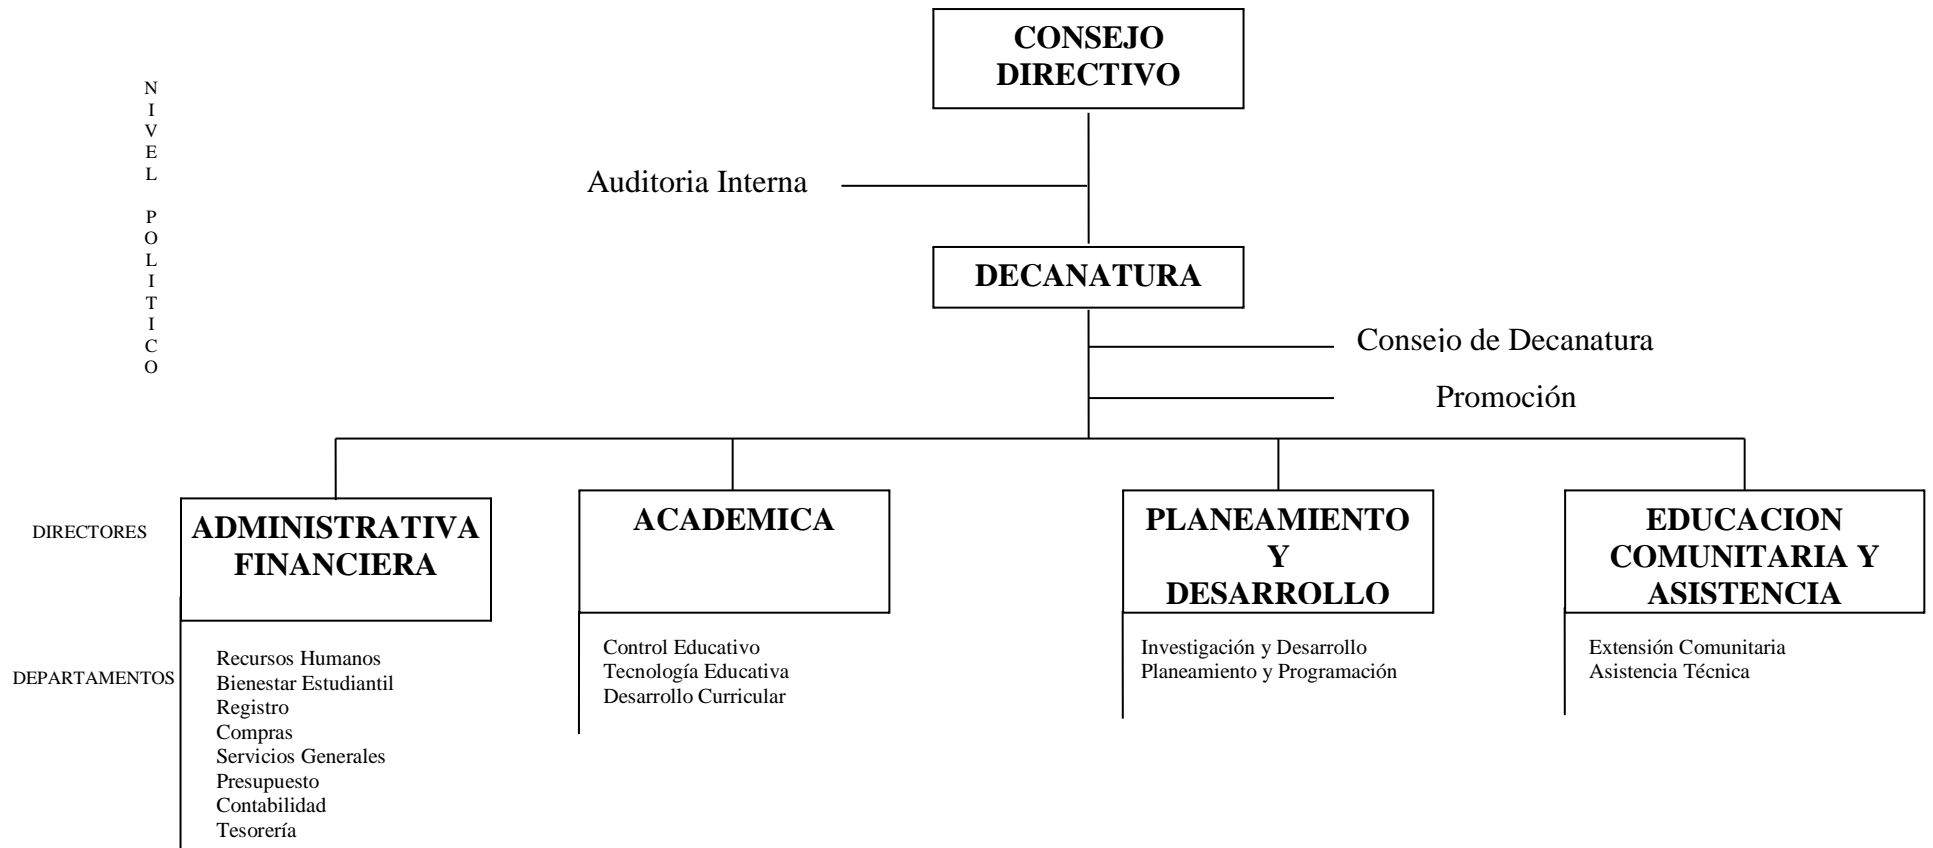 CONSEJO
DIRECTIVO
NIVEL POLITICO
Auditoria Interna
DECANATURA
Consejo de Decanatura
Promoción
DIRECTORES
ADMINISTRATIVA
FINANCIERA
ACADEMICA
PLANEAMIENTO
Y
DESARROLLO
EDUCACION
COMUNITARIA Y
ASISTENCIA
DEPARTAMENTOS
Recursos Humanos
Bienestar Estudiantil
Registro
Compras
Servicios Generales
Presupuesto
Contabilidad
Tesorería
Control Educativo
Tecnología Educativa
Desarrollo Curricular
Investigación y Desarrollo
Planeamiento y Programación
Extensión Comunitaria
Asistencia Técnica